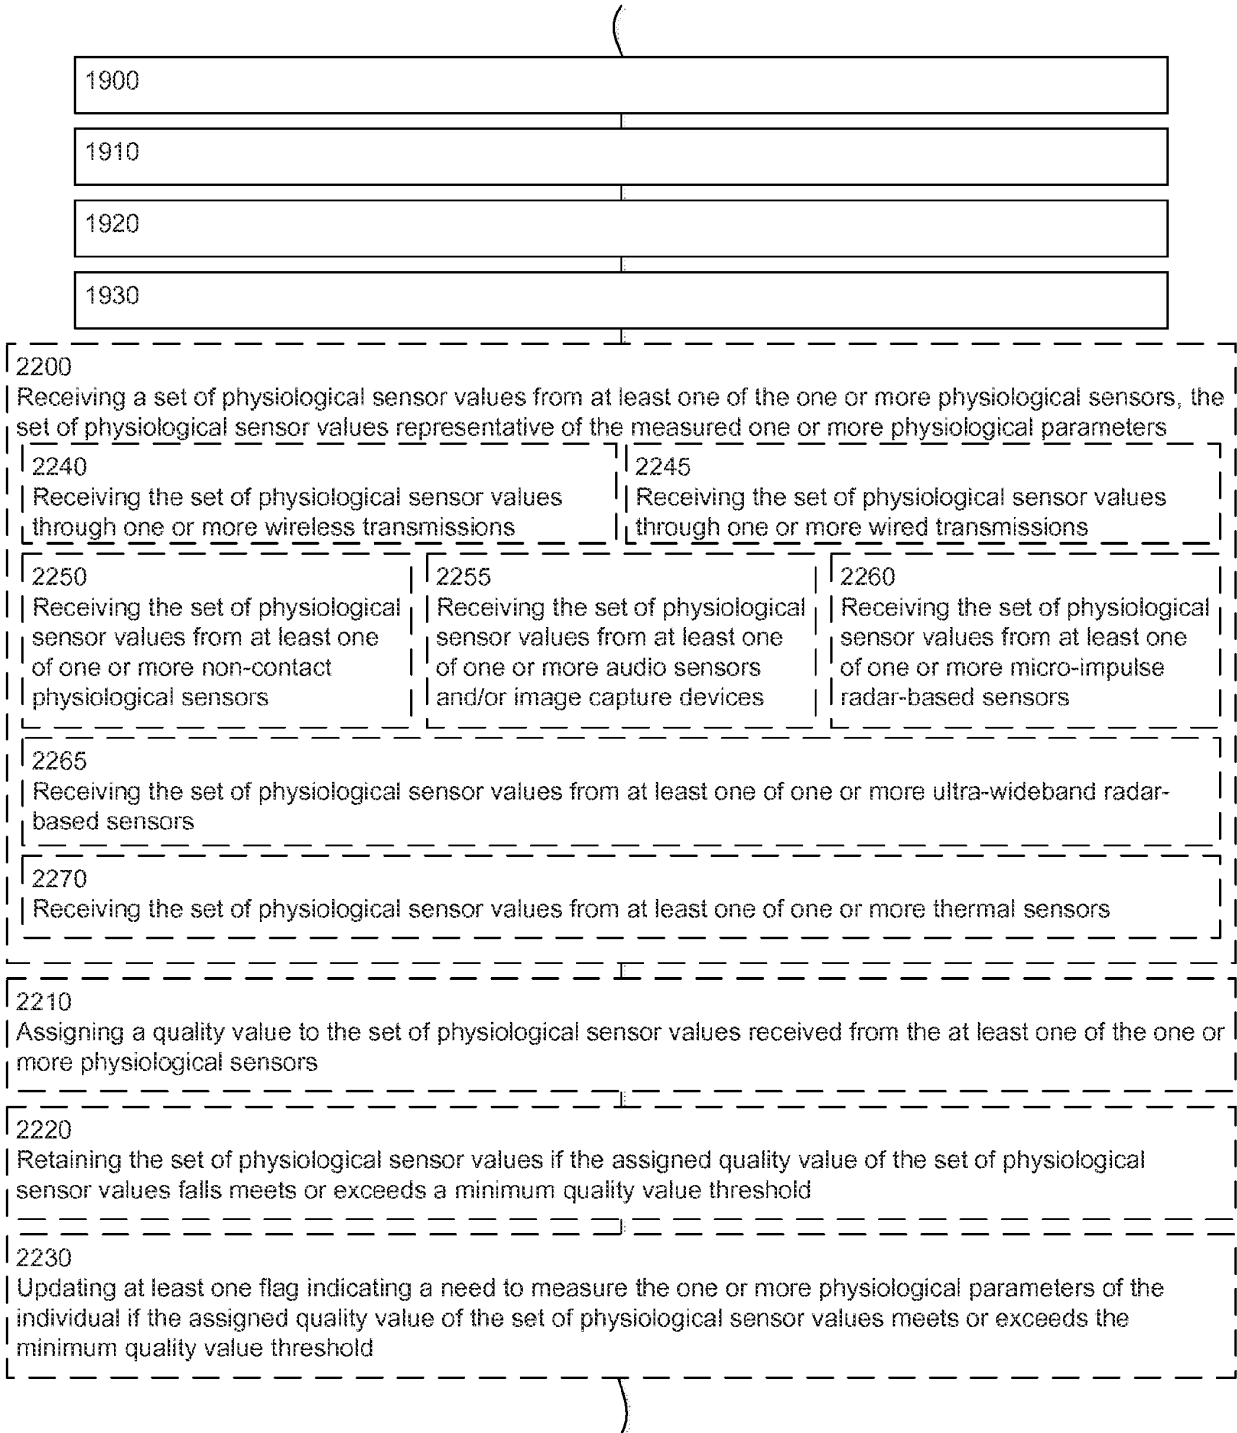 1900
1910
1920
1930
2200
Receiving a set of physiological sensor values from at least one of the one or more physiological sensors, the
set of physiological sensor values representative of the measured one or more physiological parameters
2240
Receiving the set of physiological sensor values
through one or more wireless transmissions
2245
Receiving the set of physiological sensor values
through one or more wired transmissions
2250
Receiving the set of physiological
sensor values from at least one
of one or more non-contact
physiological sensors
2255
Receiving the set of physiological
sensor values from at least one
of one or more audio sensors
and/or image capture devices
2260
Receiving the set of physiological
sensor values from at least one
of one or more micro-impulse
radar-based sensors
2265
Receiving the set of physiological sensor values from at least one of one or more ultra-wideband radar-
based sensors
2270
Receiving the set of physiological sensor values from at least one of one or more thermal sensors
2210
Assigning a quality value to the set of physiological sensor values received from the at least one of the one or
more physiological sensors
2220
Retaining the set of physiological sensor values if the assigned quality value of the set of physiological
sensor values falls meets or exceeds a minimum quality value threshold
2230
Updating at least one flag indicating a need to measure the one or more physiological parameters of the
individual if the assigned quality value of the set of physiological sensor values meets or exceeds the
minimum quality value threshold